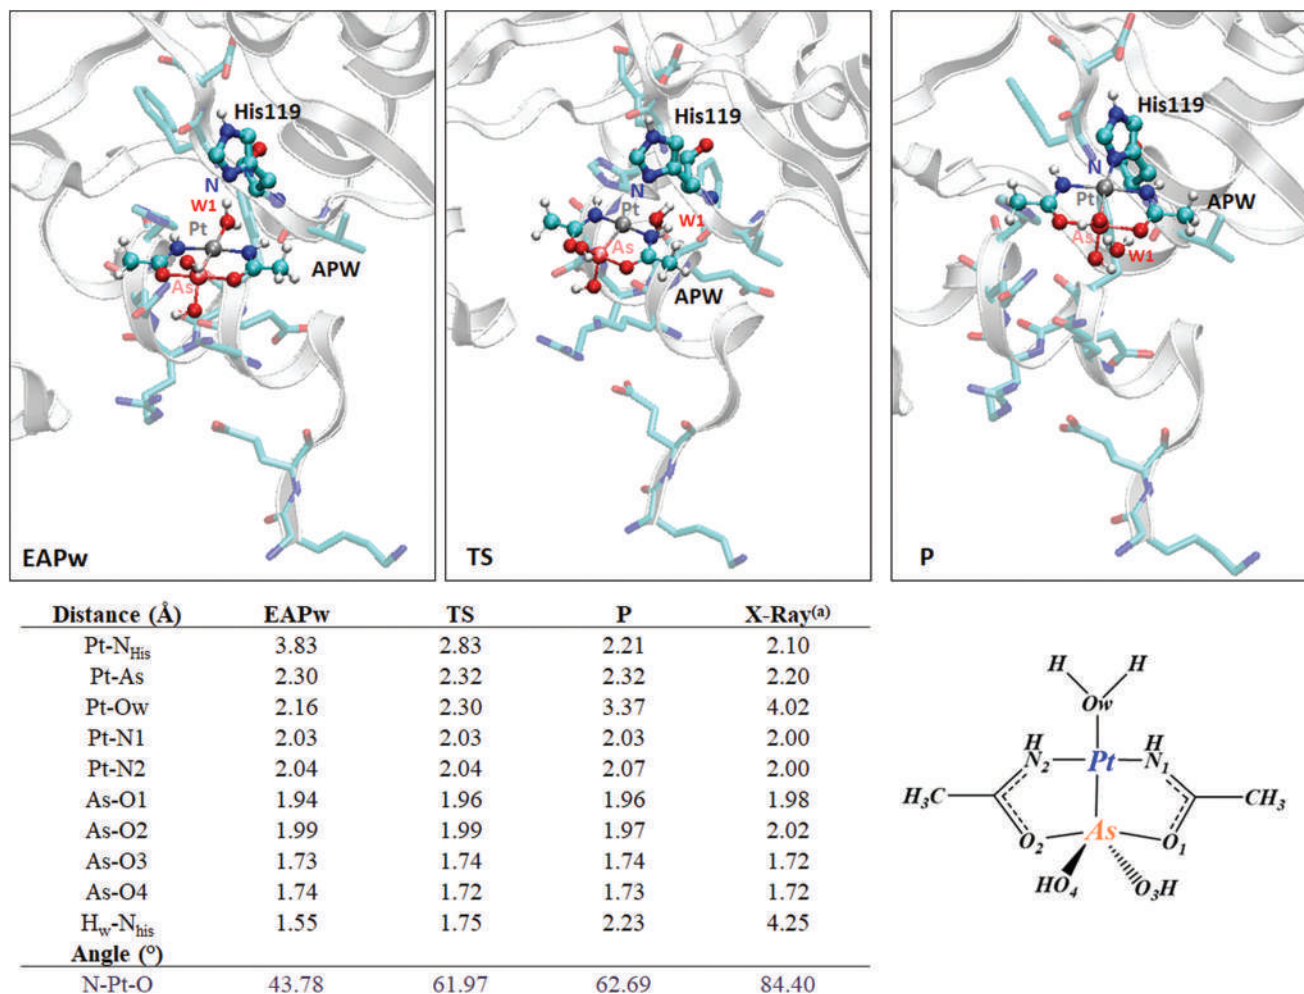 His119
N
W1
Pt
As
APW
EAPw
His119
N
Pt
W1
As
APW
TS
His119
N
Pt
APW
As
W1
P
Distance (Å) EAPw TS P X-Ray(a)
Pt-NHis 3.83 2.83 2.21 2.10
Pt-As 2.30 2.32 2.32 2.20
Pt-Ow 2.16 2.30 3.37 4.02
Pt-N1 2.03 2.03 2.03 2.00
Pt-N2 2.04 2.04 2.07 2.00
As-O1 1.94 1.96 1.96 1.98
As-O2 1.99 1.99 1.97 2.02
As-O3 1.73 1.74 1.74 1.72
As-O4 1.74 1.72 1.73 1.72
Hw-Nhis 1.55 1.75 2.23 4.25
Angle (°)
N-Pt-O 43.78 61.97 62.69 84.40
H H
Ow
H H
N2 Pt N1
H3C CH3
O2 As O1
HO4 O3H